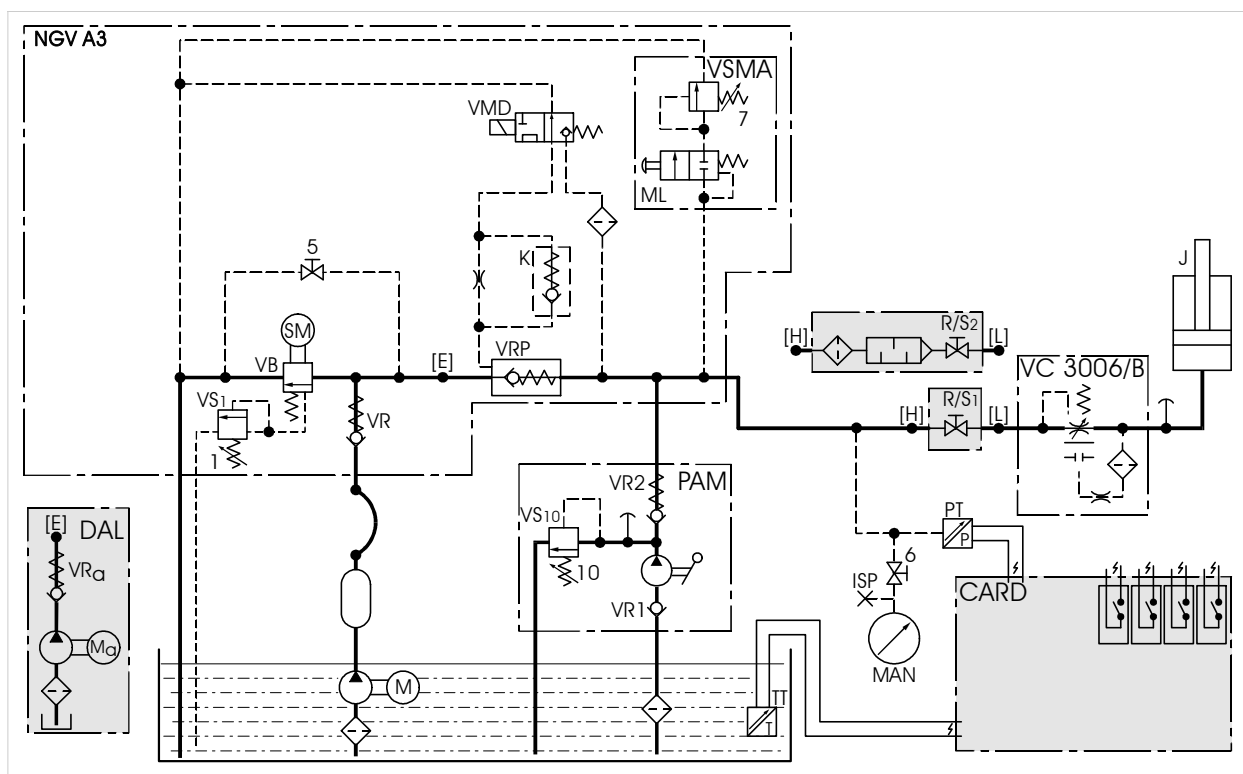 NGV A3
VSMA
VMD
7
ML
5
K
J
SM
R/S2
[H]
[L]
[E]
VRP
VB
VC 3006/B
VS1
R/S1
[H]
[L]
VR
1
VR2
PAM
VS10
[E]
DAL
PT
P
10
6
VRa
ISP
CARD
VR1
Ma
MAN
M
TT
T